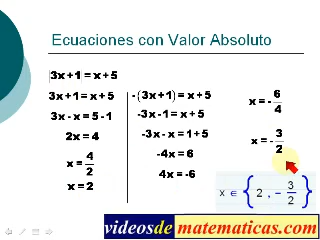 Ecuaciones con Valor Absoluto
|3x+1 = x+5
3x+1 = x+5
3x-x = 5-1
2x = 4
x = 4/2
x = 2
-(3x+1) = x+5
-3x-1 = x+5
-3x-x = 1+5
-4x = 6
4x = -6
x = - 6/4
x = - 3/2
x ∈ { 2 , - 3/2 }
videosdematematicas.com